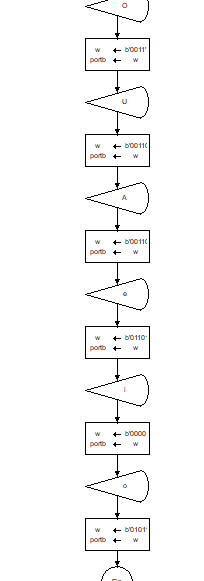 O
w ← b'0011'
portb ← w
U
w ← b'0011(
portb ← w
A
w ← b'0011(
portb ← w
e
w ← b'0110'
portb ← w
i
w ← b'0000
portb ← w
o
w ← b'0101'
portb ← w